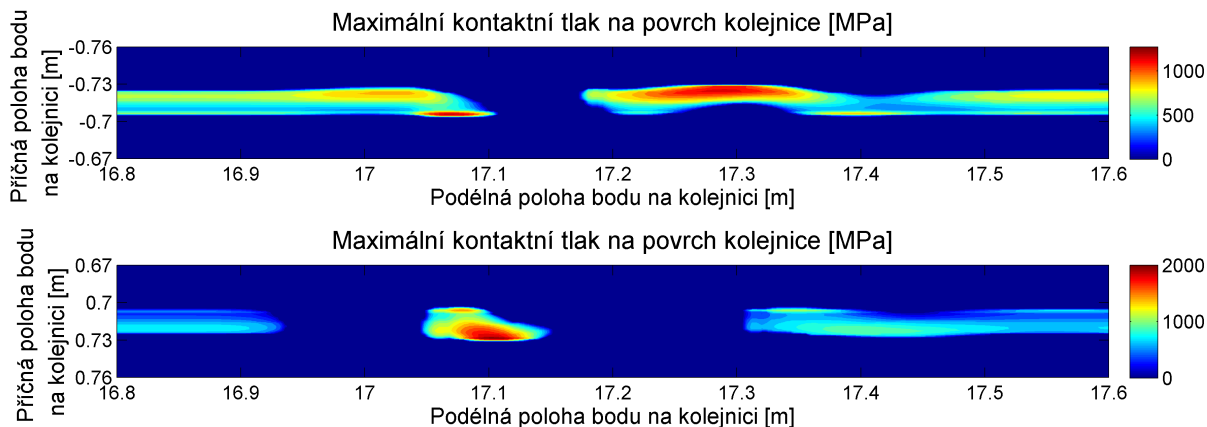 Maximální kontaktní tlak na povrch kolejnice [MPa]
Příčná poloha bodu
na kolejnici [m]
-0.76
-0.73
-0.7
-0.67
16.8 16.9 17 17.1 17.2 17.3 17.4 17.5 17.6
Podélná poloha bodu na kolejnici [m]
1000
500
0
Maximální kontaktní tlak na povrch kolejnice [MPa]
Příčná poloha bodu
na kolejnici [m]
0.67
0.7
0.73
0.76
16.8 16.9 17 17.1 17.2 17.3 17.4 17.5 17.6
Podélná poloha bodu na kolejnici [m]
2000
1000
0